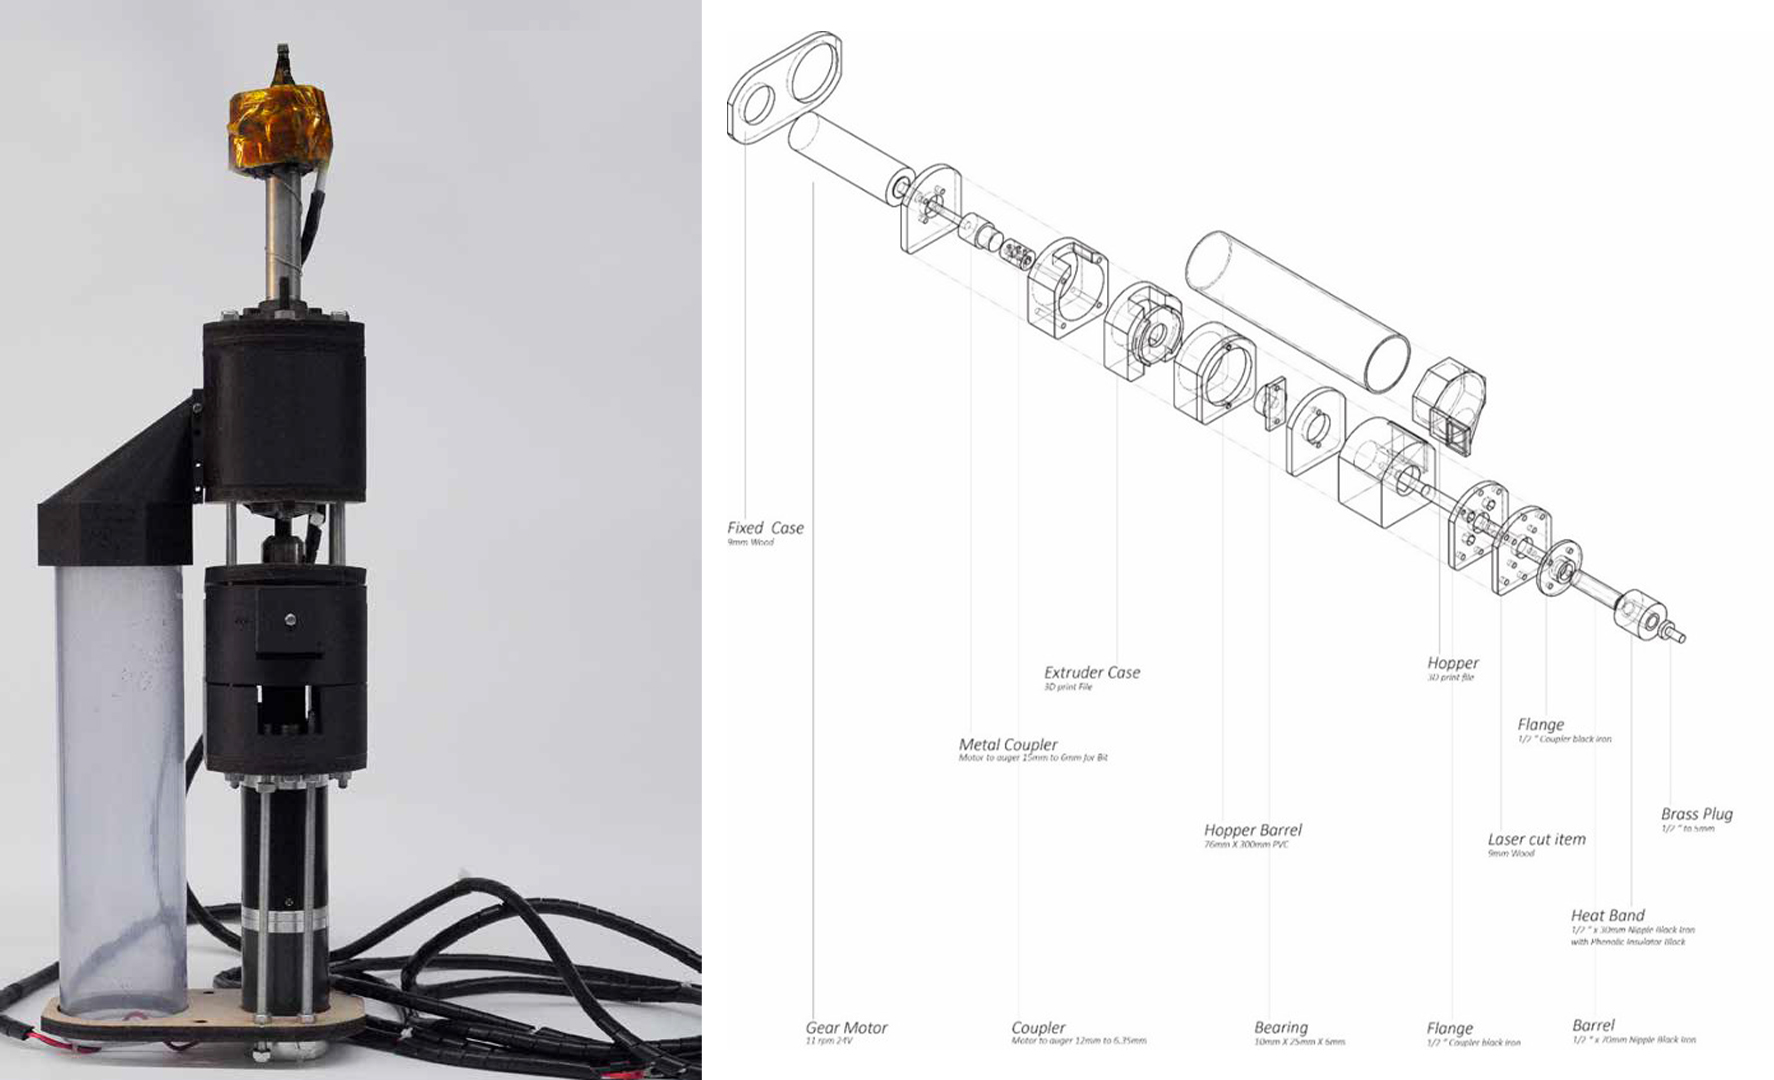 Fixed Case
9mm Wood
Extruder Case
3D print File
Hopper
3D print file
Flange
1/2 " Coupler black iron
Metal Coupler
Motor to auger 15mm to 6mm for Bit
Hopper Barrel
76mm X 300mm PVC
Laser cut item
9mm Wood
Brass Plug
1/2 " to 5mm
Heat Band
1/2 " x 30mm Nipple Black Iron
with Phenolic Insulator Block
Gear Motor
11 rpm 24V
Coupler
Motor to auger 12mm to 6.35mm
Bearing
10mm X 25mm X 6mm
Flange
1/2 " Coupler black iron
Barrel
1/2 " x 70mm Nipple Black Iron